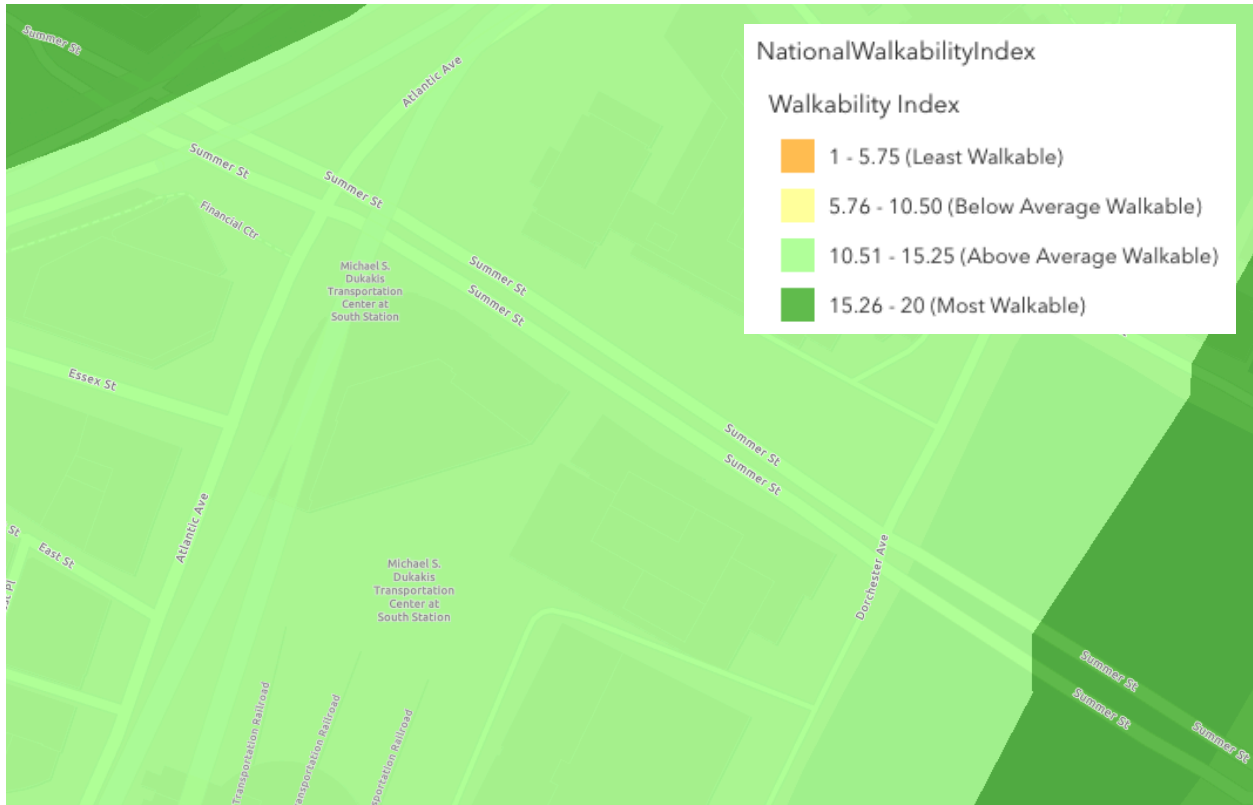 Summer St
Atlantic Ave
NationalWalkabilityIndex
Walkability Index
1 - 5.75 (Least Walkable)
5.76 - 10.50 (Below Average Walkable)
10.51 - 15.25 (Above Average Walkable)
15.26 - 20 (Most Walkable)
Summer St
Summer St
Financial Ctr
Michael S.
Dukakis
Transportation
Center at
South Station
Summer St
Summer St
Essex St
Summer St
Summer St
Atlantic Ave
St
East St
Pl
Dorchester Ave
Michael S.
Dukakis
Transportation
Center at
South Station
Summer St
Summer St
Summer St
Transportation Railroad
nsportation Railroad
sportation Railroad